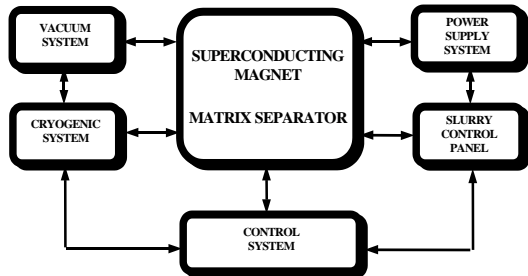 VACUUM
SYSTEM
SUPERCONDUCTING
MAGNET
MATRIX SEPARATOR
POWER
SUPPLY
SYSTEM
CRYOGENIC
SYSTEM
SLURRY
CONTROL
PANEL
CONTROL
SYSTEM